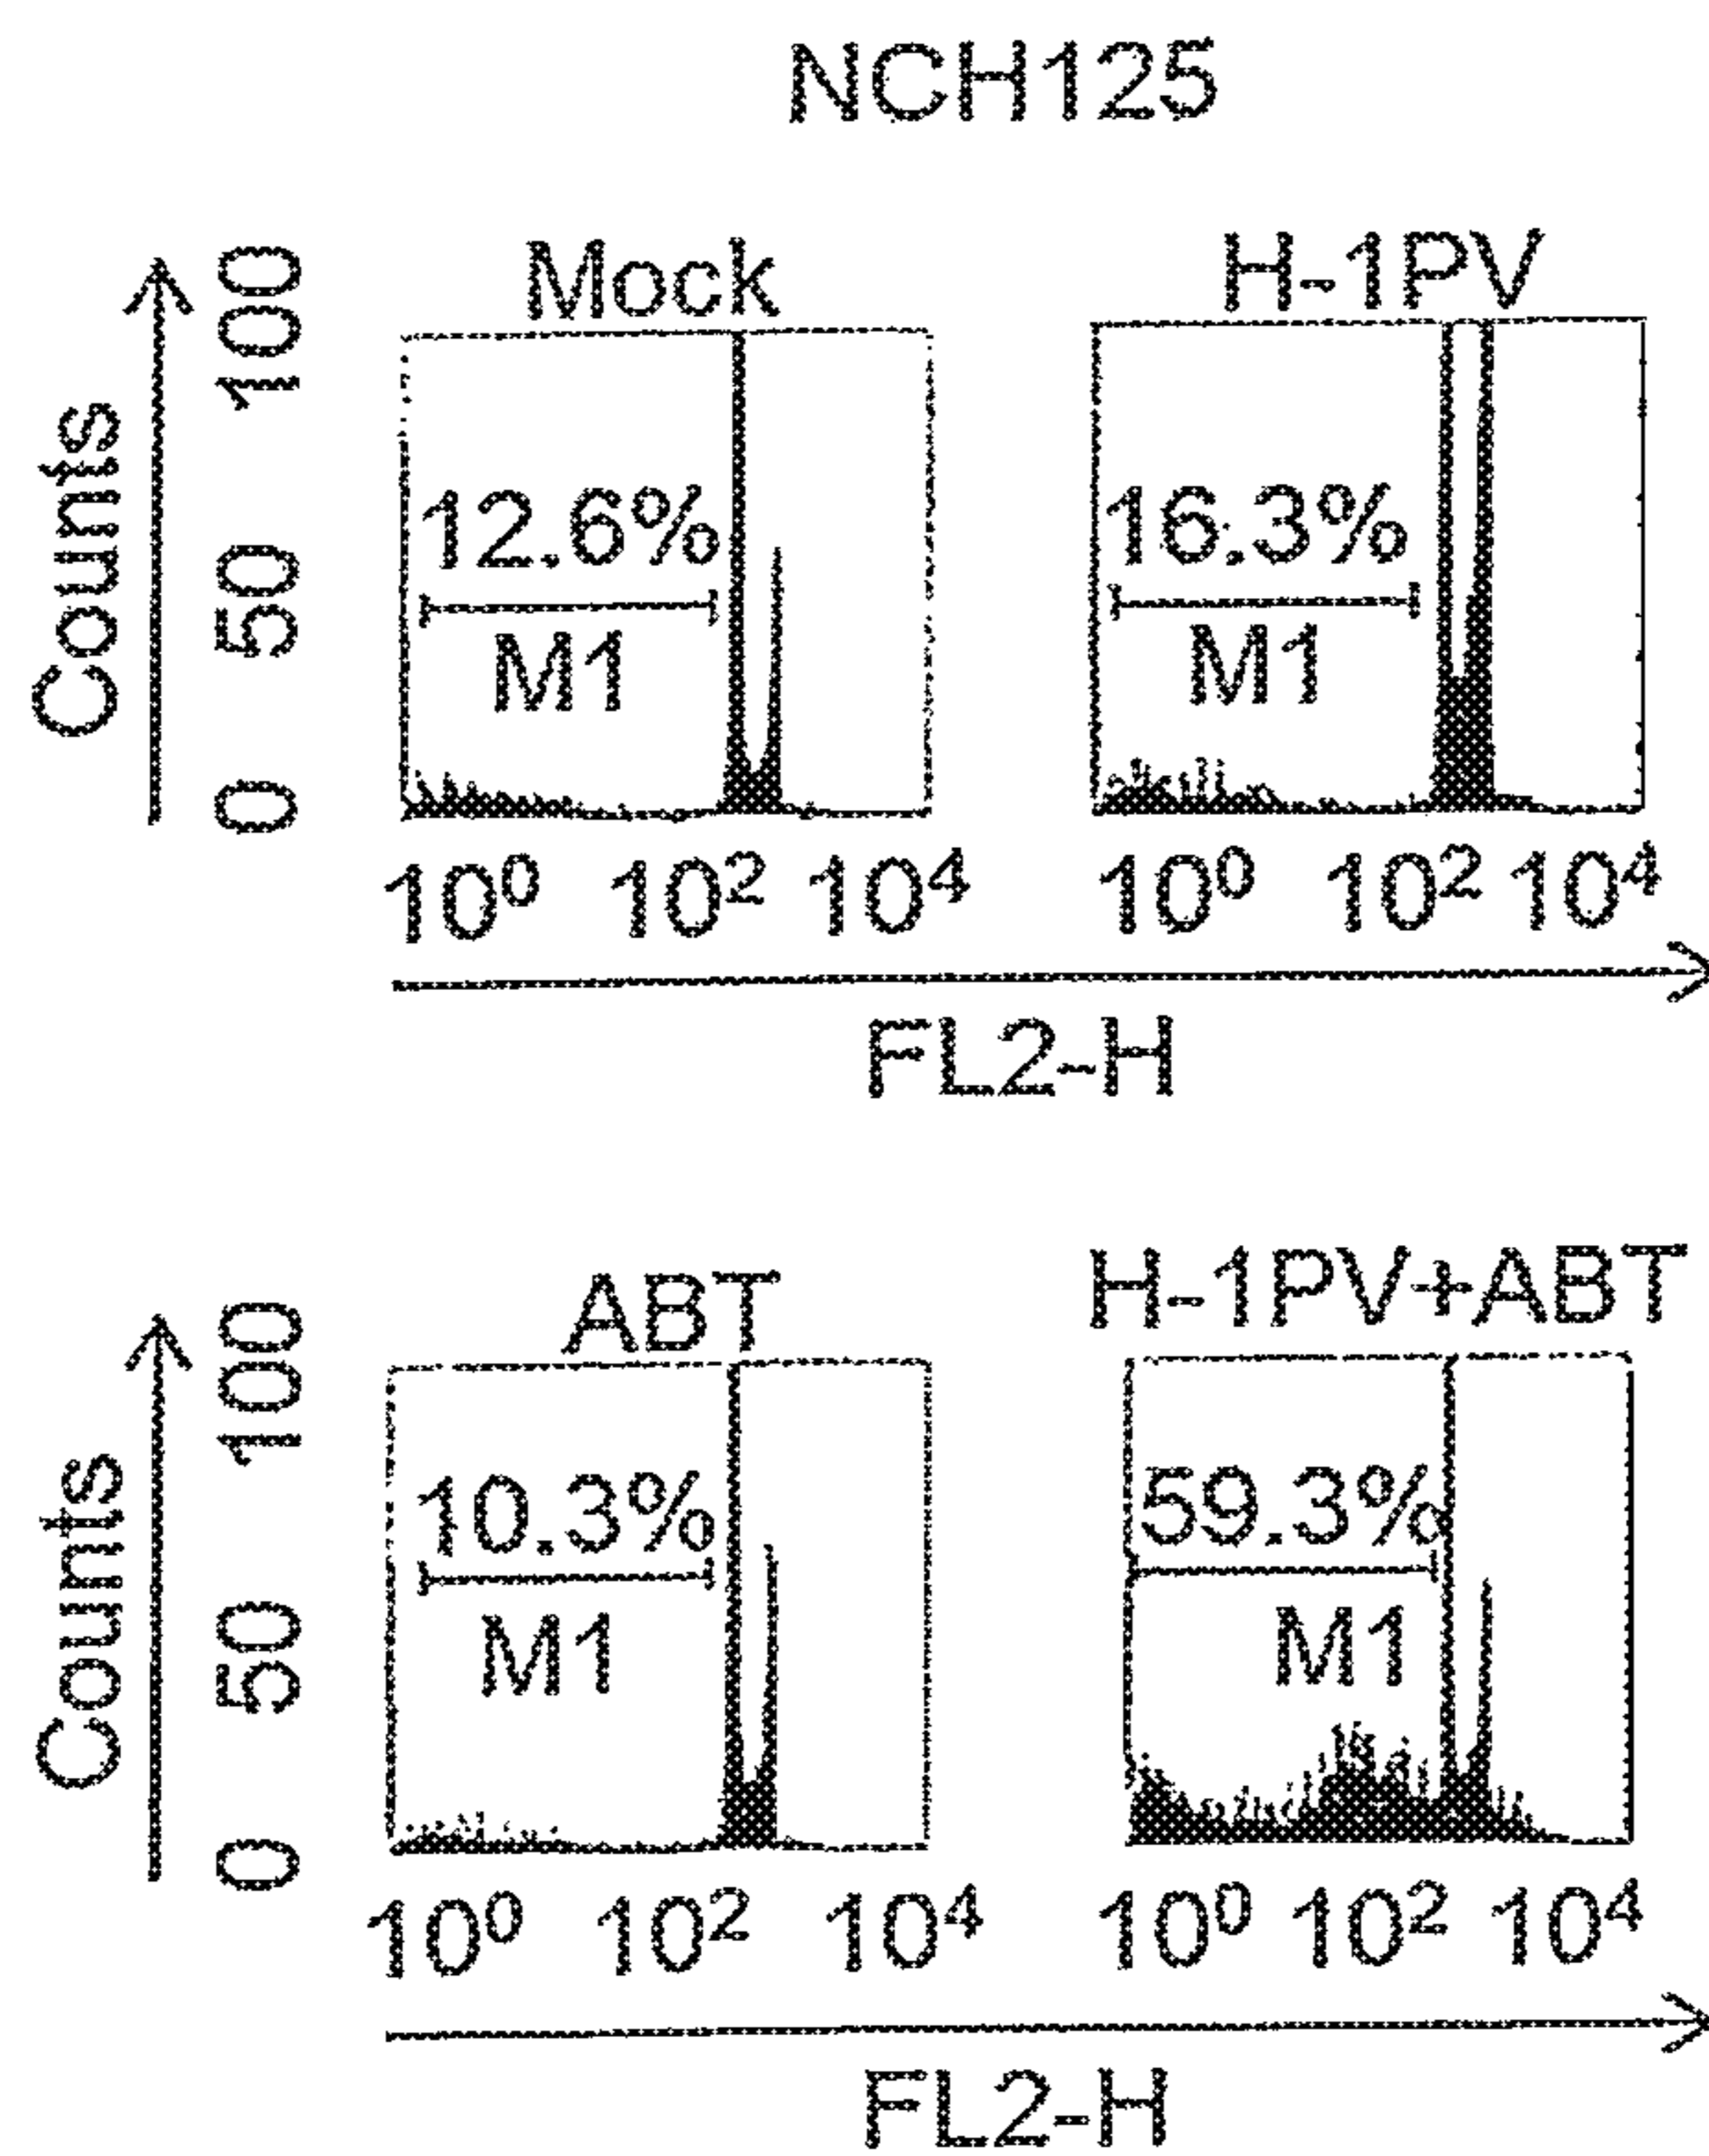 NCH125
Mock H-1PV
Counts
0 50 100
12.6% 16.3%
M1 M1
10⁰ 10² 10⁴ 10⁰ 10² 10⁴
FL2-H
ABT H-1PV+ABT
Counts
0 50 100
10.3% 59.3%
M1 M1
10⁰ 10² 10⁴ 10⁰ 10² 10⁴
FL2-H